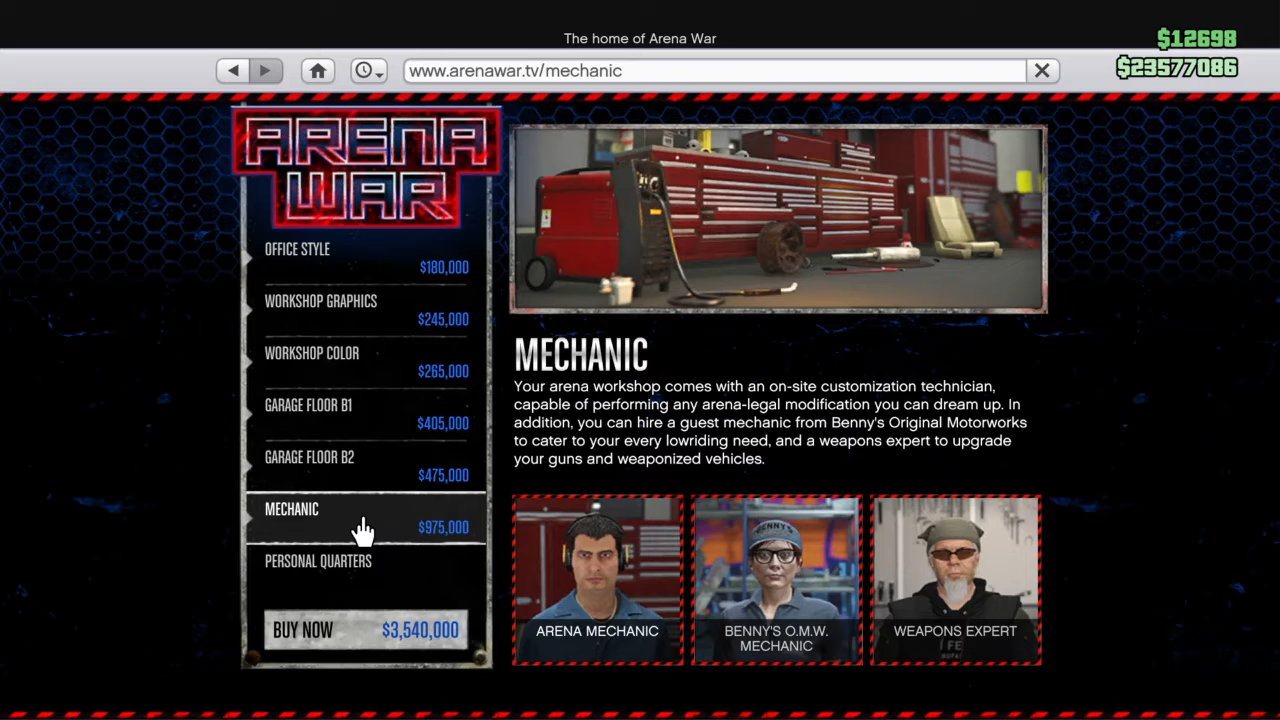 The home of Arena War
$12698
$23577086
www.arenawar.tv/mechanic
ARENA
WAR
OFFICE STYLE
$180,000
WORKSHOP GRAPHICS
$245,000
WORKSHOP COLOR
$265,000
GARAGE FLOOR B1
$405,000
GARAGE FLOOR B2
$475,000
MECHANIC
$975,000
PERSONAL QUARTERS
BUY NOW $3,540,000
MECHANIC
Your arena workshop comes with an on-site customization technician,
capable of performing any arena-legal modification you can dream up. In
addition, you can hire a guest mechanic from Benny's Original Motorworks
to cater to your every lowriding need, and a weapons expert to upgrade
your guns and weaponized vehicles.
ARENA MECHANIC
BENNY'S
BENNY'S O.M.W.
MECHANIC
WEAPONS EXPERT